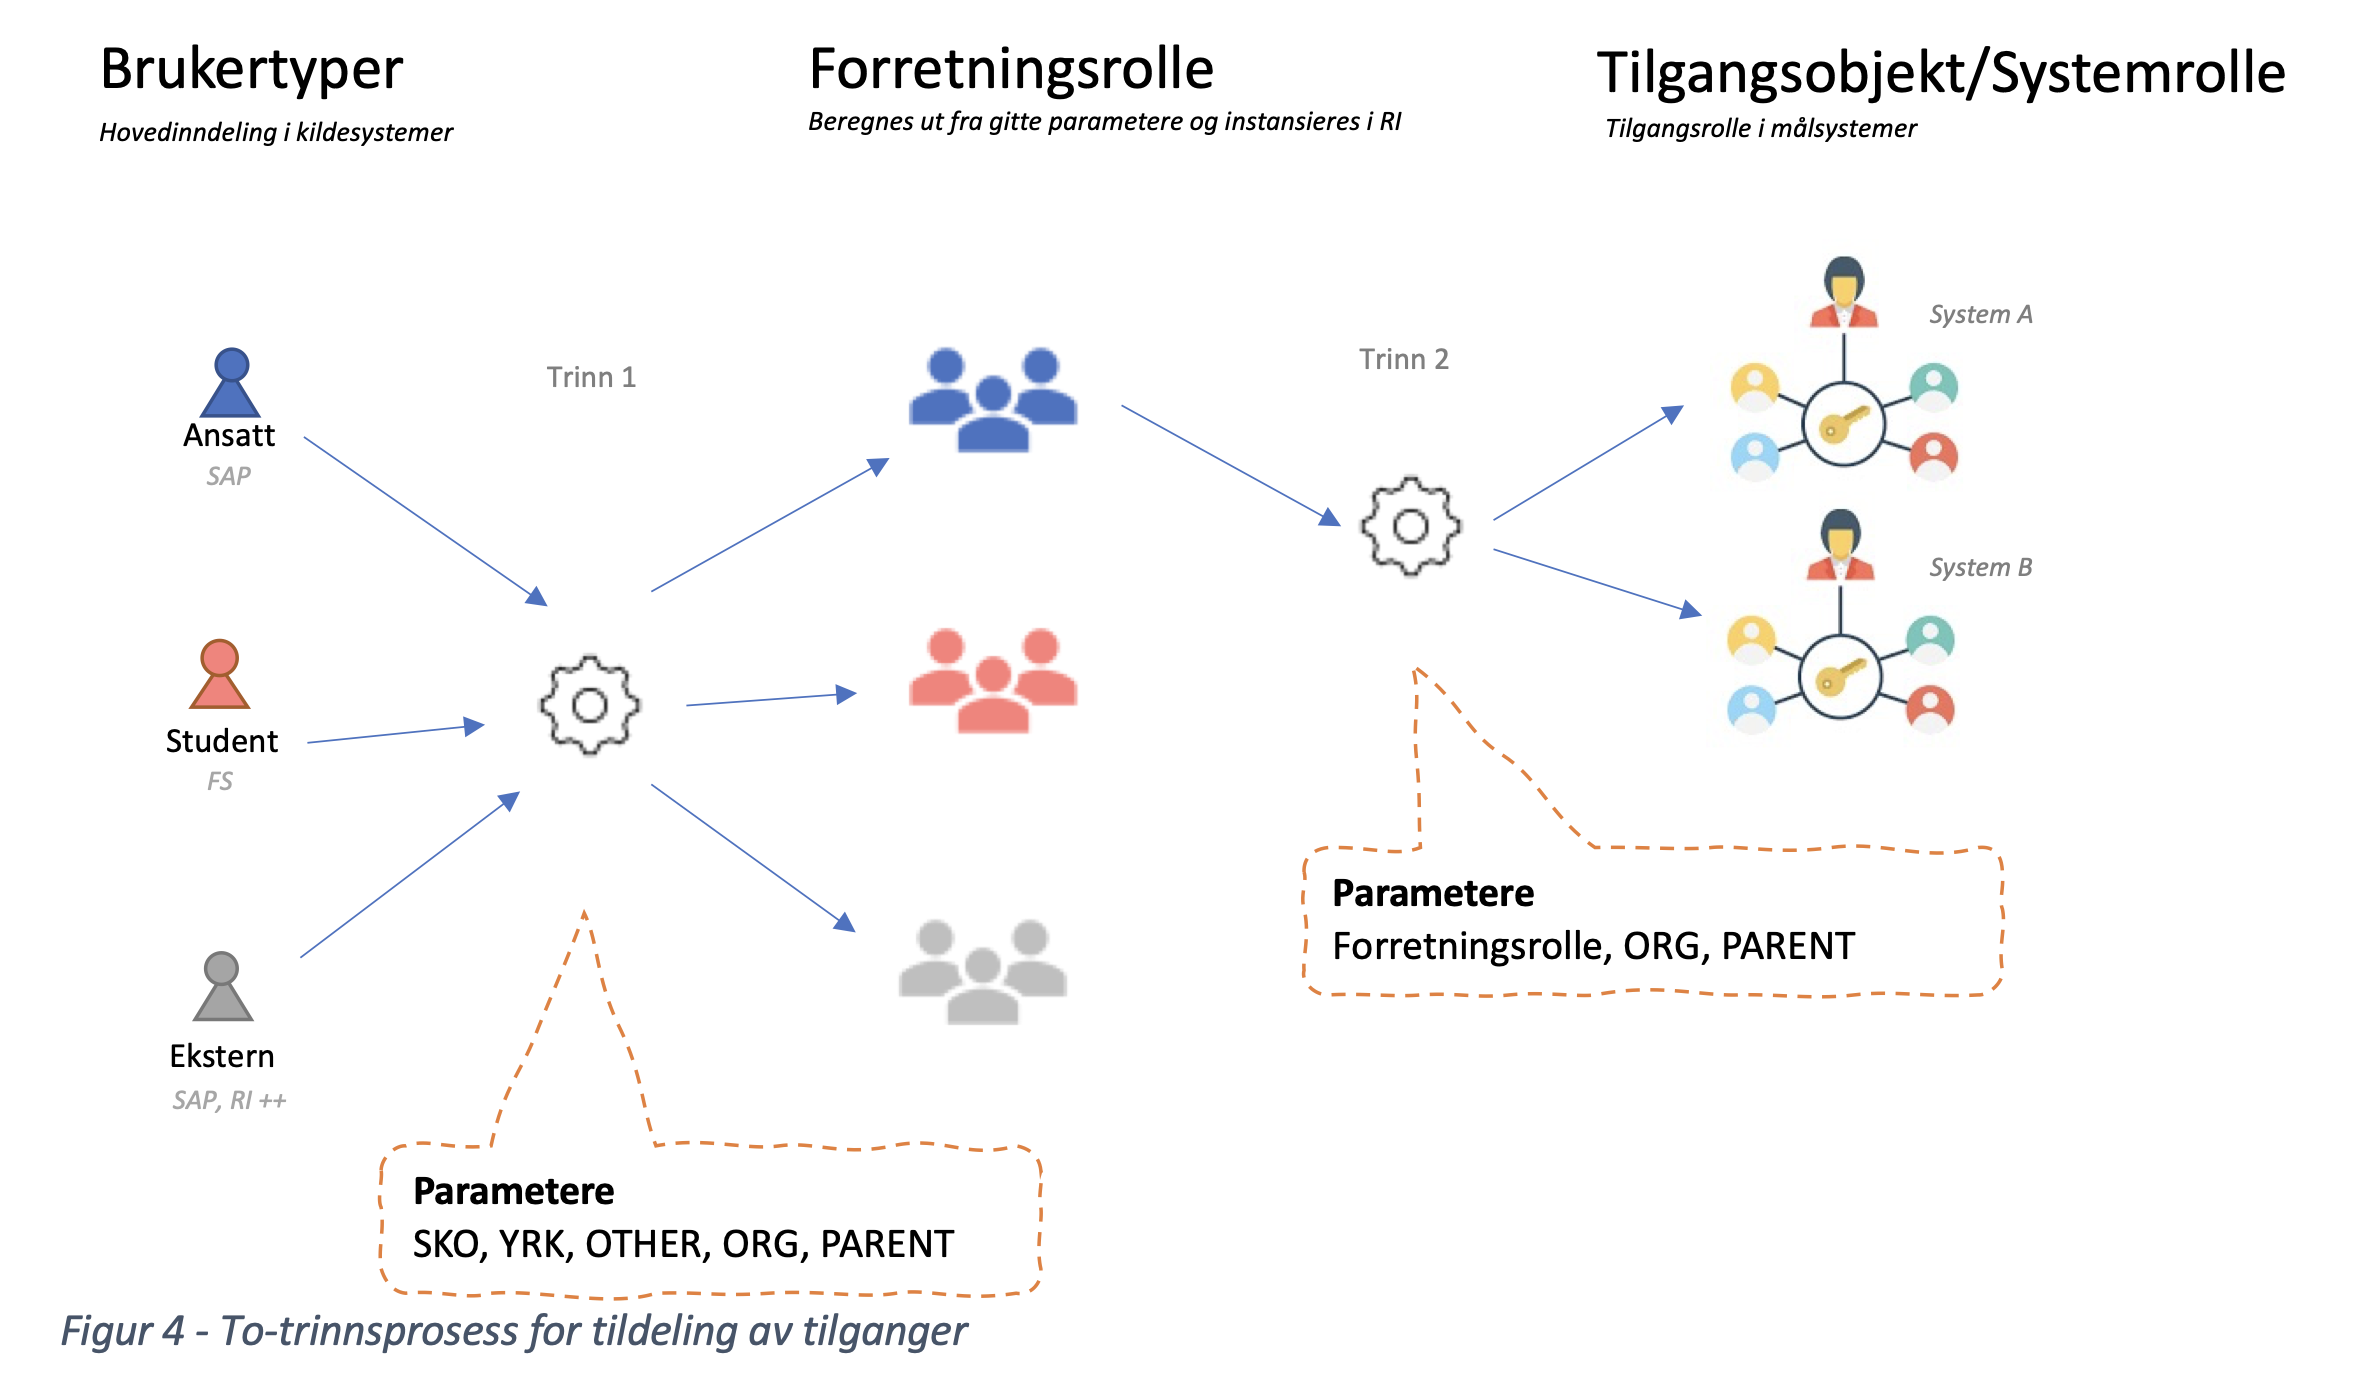 Brukertyper
Hovedinndeling i kildesystemer
Forretningsrolle
Beregnes ut fra gitte parametere og instansieres i RI
Tilgangsobjekt/Systemrolle
Tilgangsrolle i målsystemer
Ansatt
SAP
Trinn 1
Trinn 2
System A
System B
Student
FS
Ekstern
SAP, RI ++
Parametere
Forretningsrolle, ORG, PARENT
Parametere
SKO, YRK, OTHER, ORG, PARENT
Figur 4 - To-trinnsprosess for tildeling av tilganger